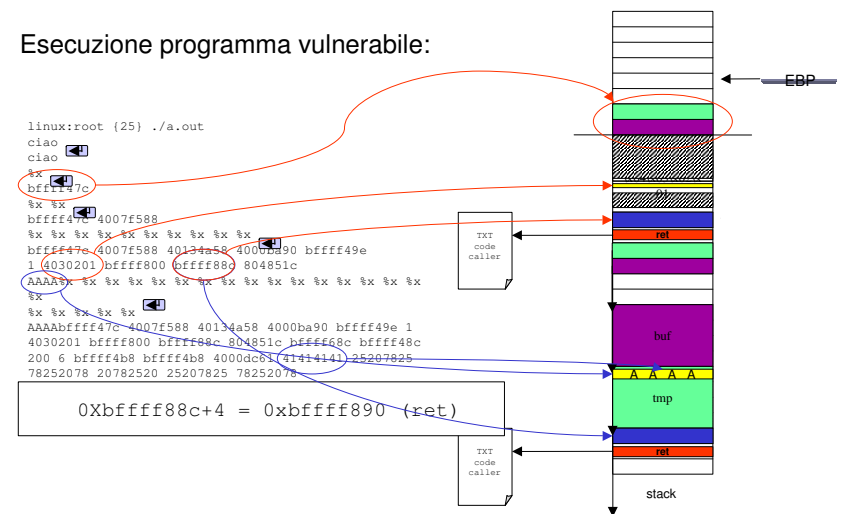 Esecuzione programma vulnerabile:
EBP
linux:root {25} ./a.out
ciao
ciao
%x
bffff47c
%x %x
bffff47c 4007f588
%x %x %x %x %x %x %x %x %x %x
bffff47c 4007f588 40134a58 4000ba90 bffff49e
1 4030201 bffff800 bffff88c 804851c
AAAA%x %x %x %x %x %x %x %x %x %x %x %x %x %x %x
%x
%x %x %x %x %x
AAAAbffff47c 4007f588 40134a58 4000ba90 bffff49e 1
4030201 bffff800 bffff88c 804851c bffff68c bffff48c
200 6 bffff4b8 bffff4b8 4000dc61 41414141 25207825
78252078 20782520 25207825 78252078
0Xbffff88c+4 = 0xbffff890 (ret)
01
TXT
code
caller
ret
buf
A A A A
tmp
TXT
code
caller
ret
stack